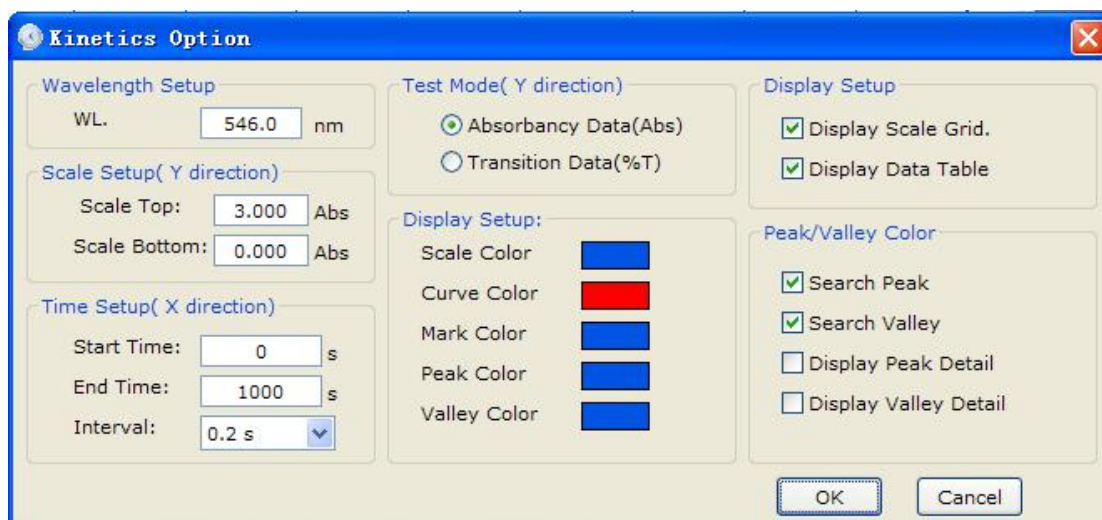 Kinetics Option
Wavelength Setup
WL. 546.0 nm
Scale Setup( Y direction)
Scale Top: 3.000 Abs
Scale Bottom: 0.000 Abs
Time Setup( X direction)
Start Time: 0 s
End Time: 1000 s
Interval: 0.2 s
Test Mode( Y direction)
Absorbancy Data(Abs)
Transition Data(%T)
Display Setup:
Scale Color
Curve Color
Mark Color
Peak Color
Valley Color
Display Setup
Display Scale Grid.
Display Data Table
Peak/Valley Color
Search Peak
Search Valley
Display Peak Detail
Display Valley Detail
OK Cancel